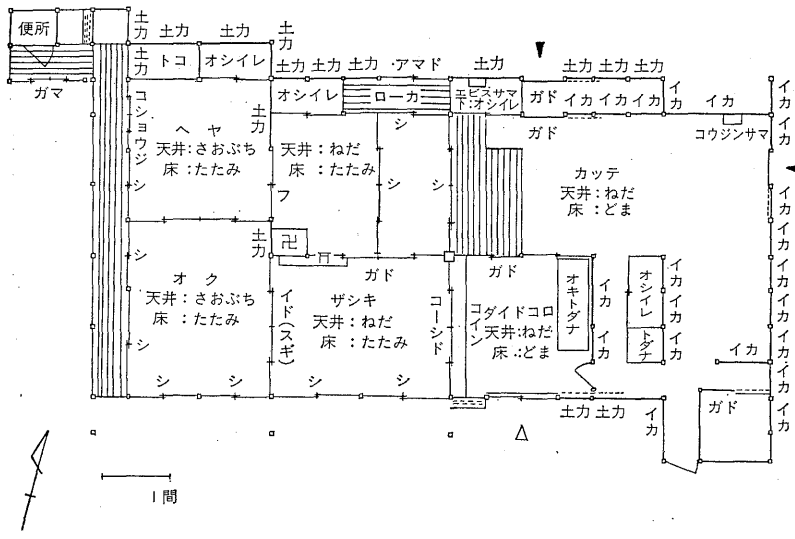 便所
ガマ
土カ
土カ
土カ
土カ
土カ
トコ
オシイレ
土カ
土カ
土カ
アマド
土カ
土カ
土カ
土カ
オシイレ
ローカ
エビスサマ
下:オシイレ
ガド
イカ
イカ
イカ
イカ
イカ
イカ
イカ
コウジンサマ
ガド
コショウジ
土カ
ヘヤ
天井:さおぶち
床:たたみ
天井:ねだ
床:たたみ
シ
シ
シ
シ
フ
カッテ
天井:ねだ
床:どま
イカ
イカ
イカ
イカ
イカ
イカ
イカ
土カ
卍
シ
オク
天井:さおぶち
床:たたみ
シ
シ
シ
イド(スギ)
ガド
ザシキ
天井:ねだ
床:たたみ
シ
シ
コーシド
ガド
コイン
ダイドコロ
天井:ねだ
床:どま
オキトダナ
イカ
イカ
オシイレ
トダナ
イカ
イカ
イカ
イカ
土カ
土カ
イカ
ガド
1間